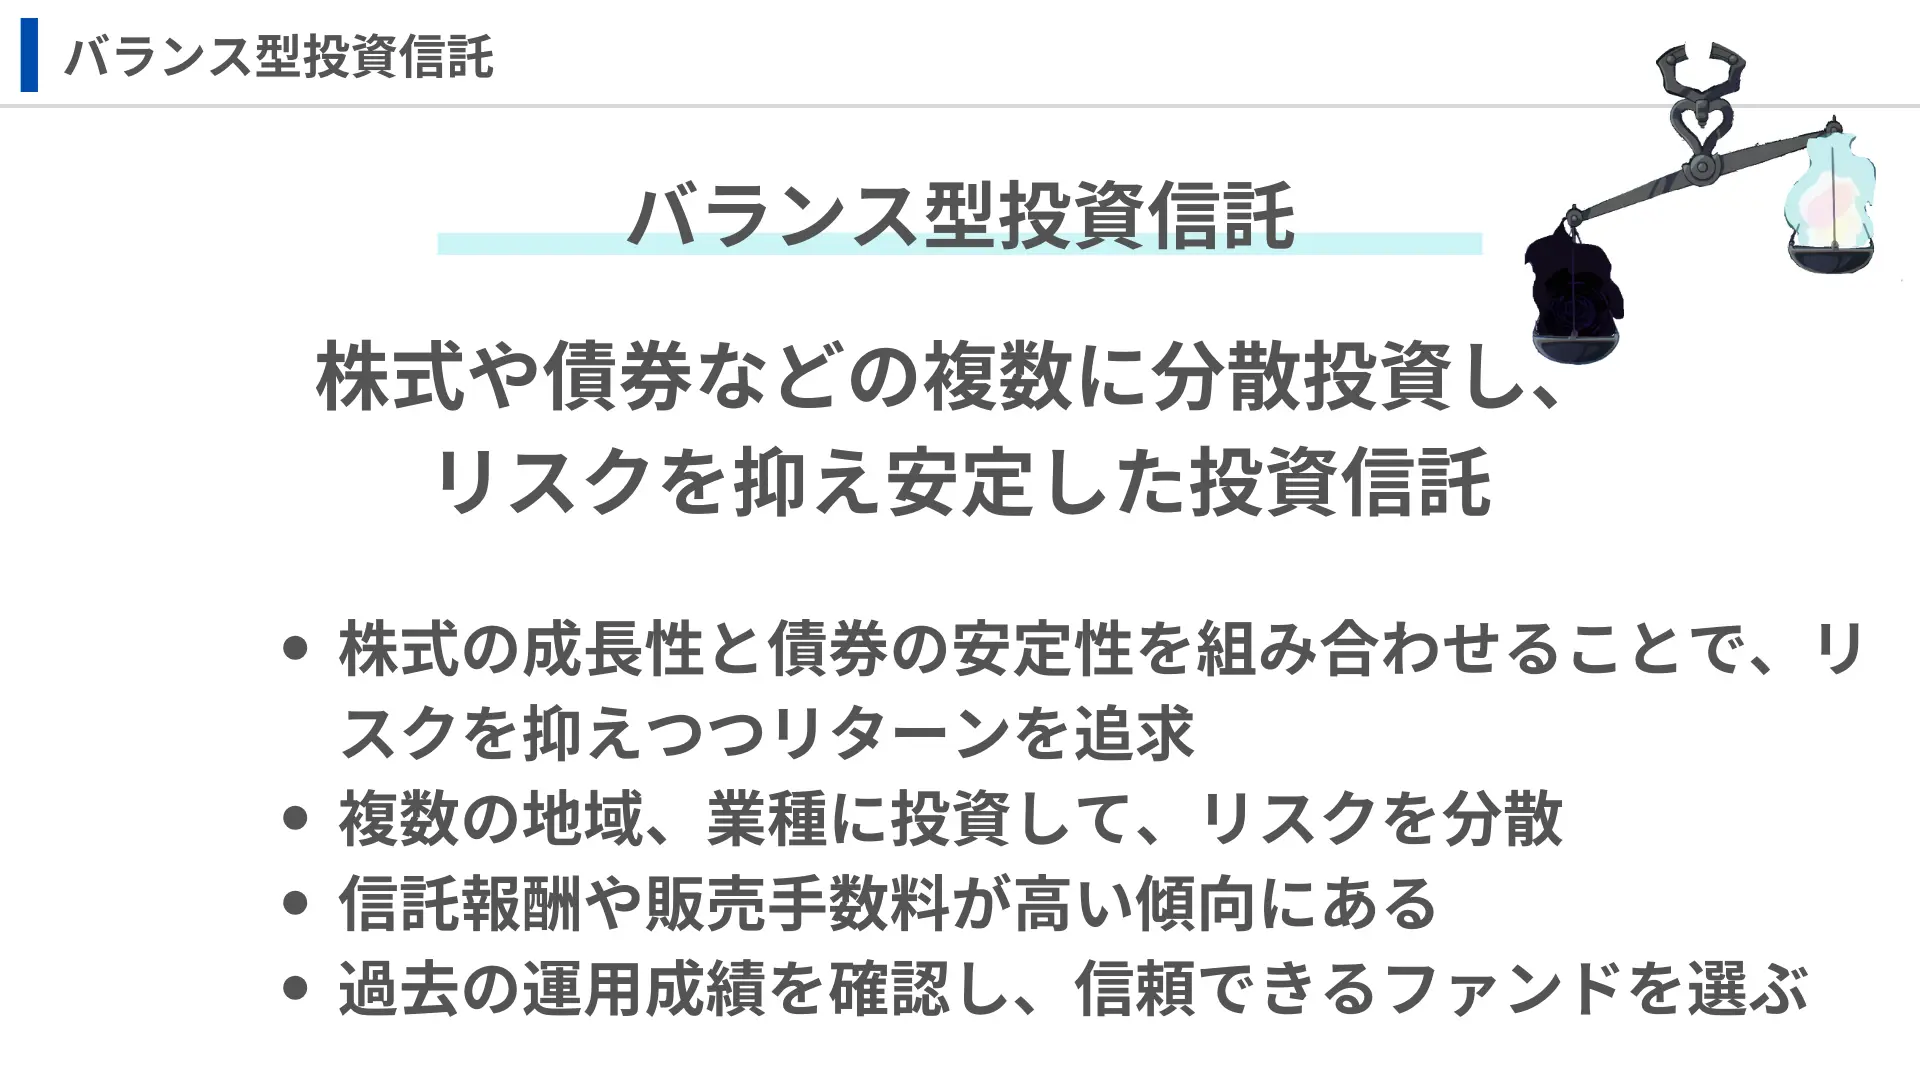 バランス型投資信託
バランス型投資信託
株式や債券などの複数に分散投資し、
リスクを抑え安定した投資信託
• 株式の成長性と債券の安定性を組み合わせることで、リ
スクを抑えつつリターンを追求
• 複数の地域、業種に投資して、リスクを分散
• 信託報酬や販売手数料が高い傾向にある
• 過去の運用成績を確認し、信頼できるファンドを選ぶ